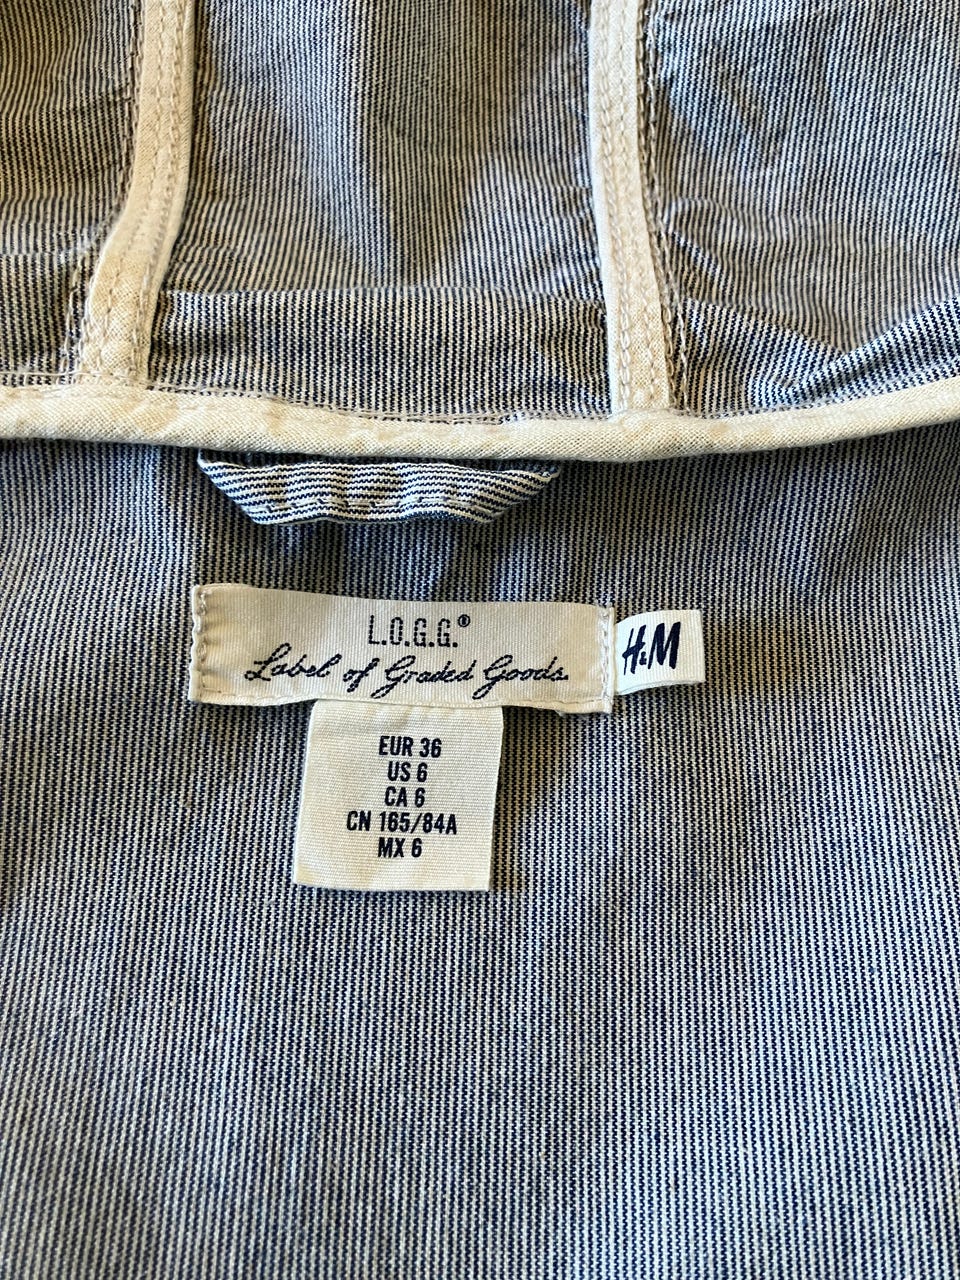 L.O.G.G.®
Label of Graded Goods.
H&M
EUR 36
US 6
CA 6
CN 165/84A
MX 6